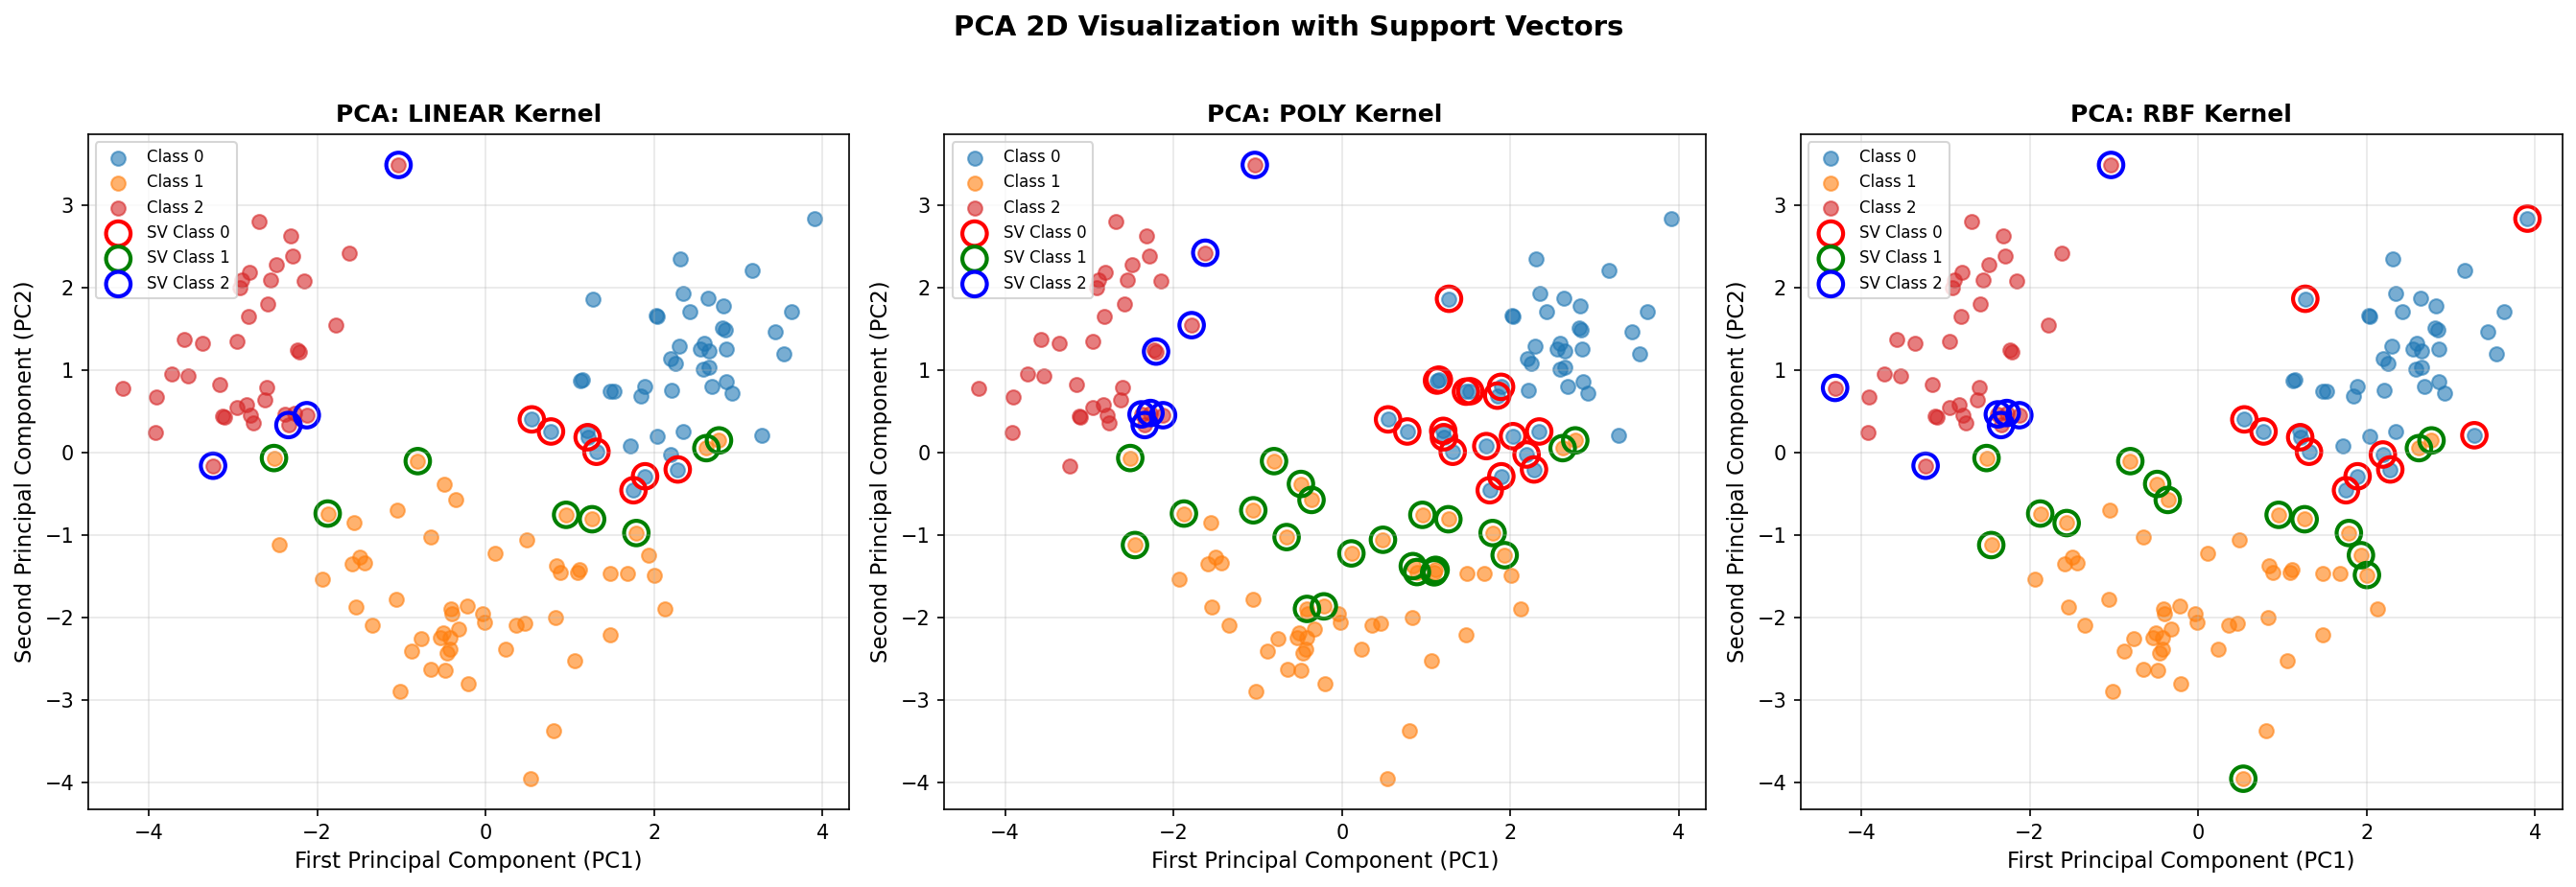 PCA 2D Visualization with Support Vectors
PCA: LINEAR Kernel
Class 0
Class 1
Class 2
SV Class 0
SV Class 1
SV Class 2
3
2
1
0
−1
−2
−3
−4
Second Principal Component (PC2)
−4 −2 0 2 4
First Principal Component (PC1)
PCA: POLY Kernel
Class 0
Class 1
Class 2
SV Class 0
SV Class 1
SV Class 2
3
2
1
0
−1
−2
−3
−4
Second Principal Component (PC2)
−4 −2 0 2 4
First Principal Component (PC1)
PCA: RBF Kernel
Class 0
Class 1
Class 2
SV Class 0
SV Class 1
SV Class 2
3
2
1
0
−1
−2
−3
−4
Second Principal Component (PC2)
−4 −2 0 2 4
First Principal Component (PC1)